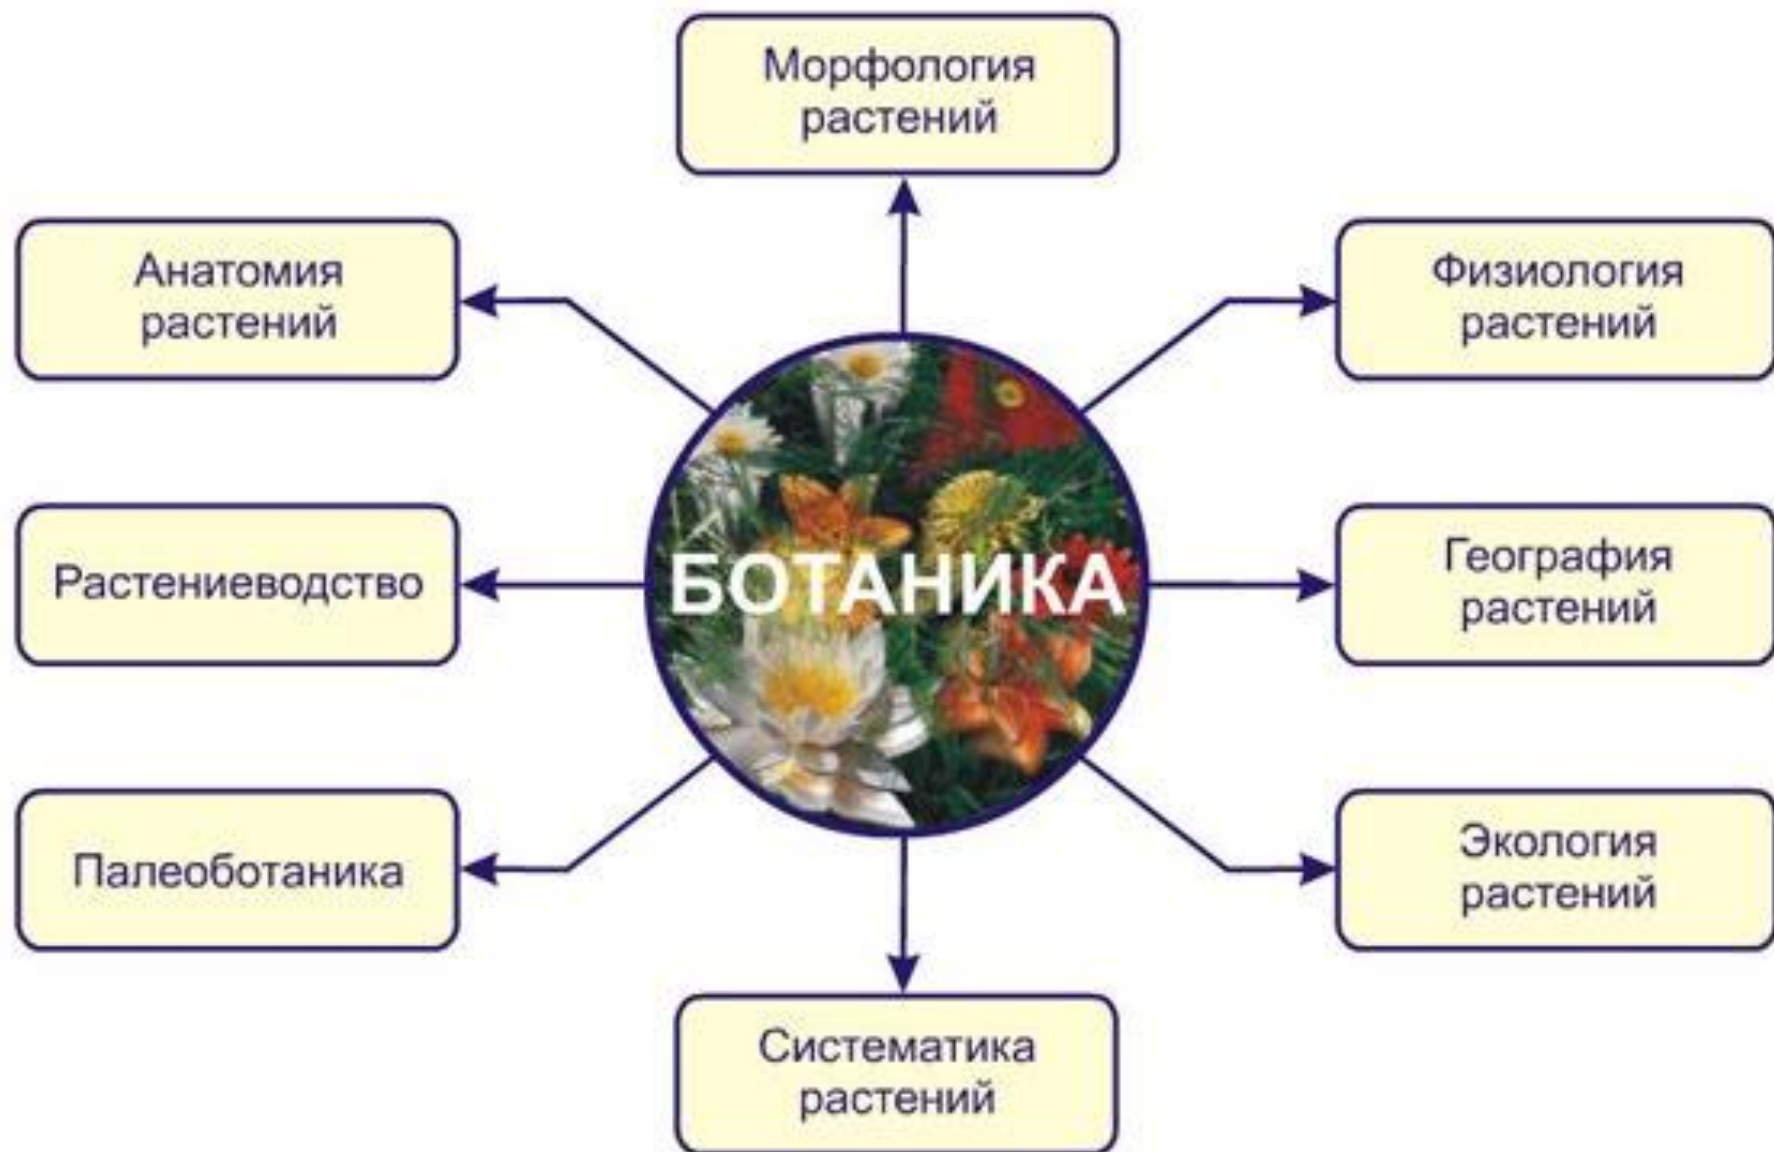 Морфология
растений
Анатомия
растений
Физиология
растений
Растениеводство
БОТАНИКА
География
растений
Палеоботаника
Экология
растений
Систематика
растений